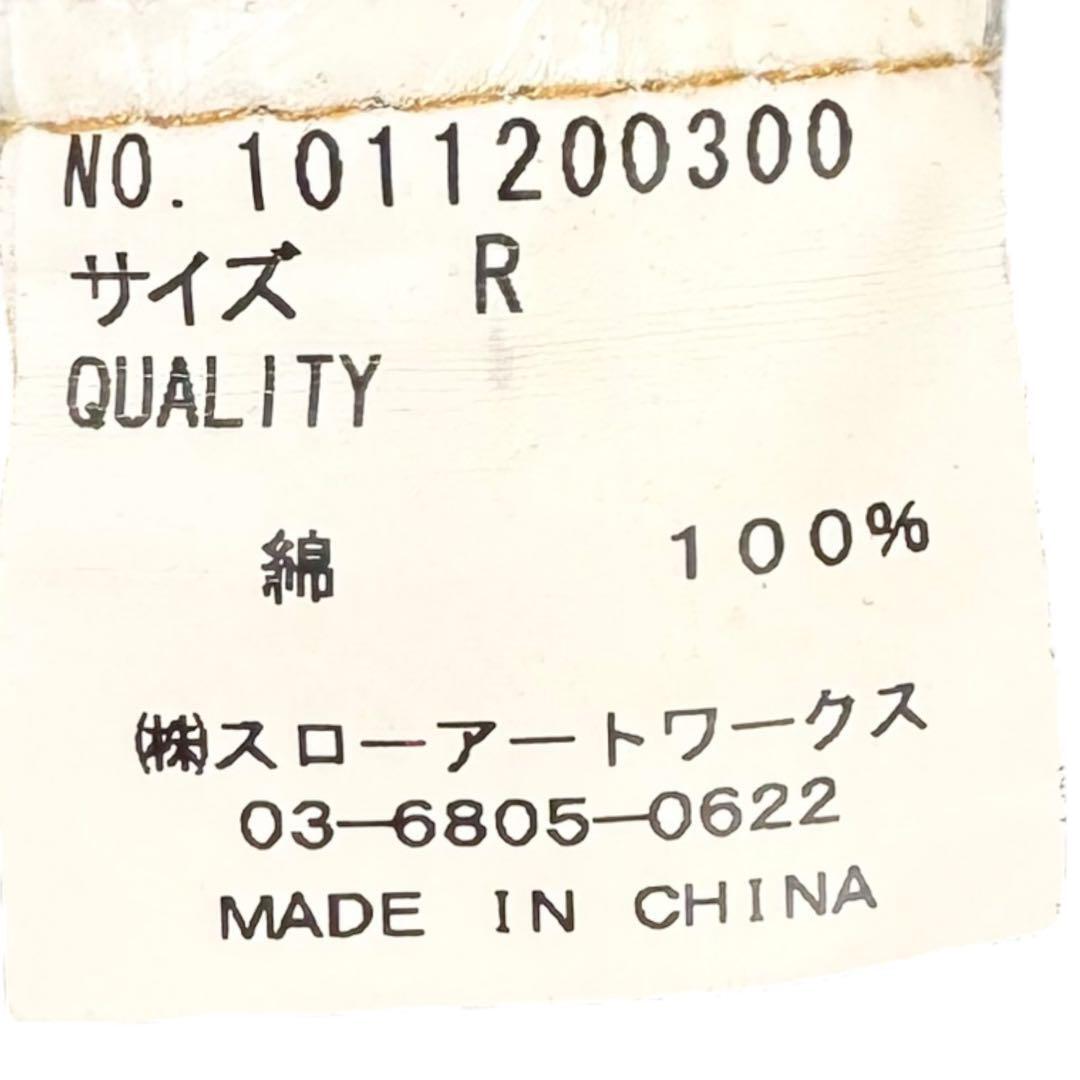 NO. 1011200300
サイズ R
QUALITY
綿 100%
㈱スローアートワークス
03-6805-0622
MADE IN CHINA